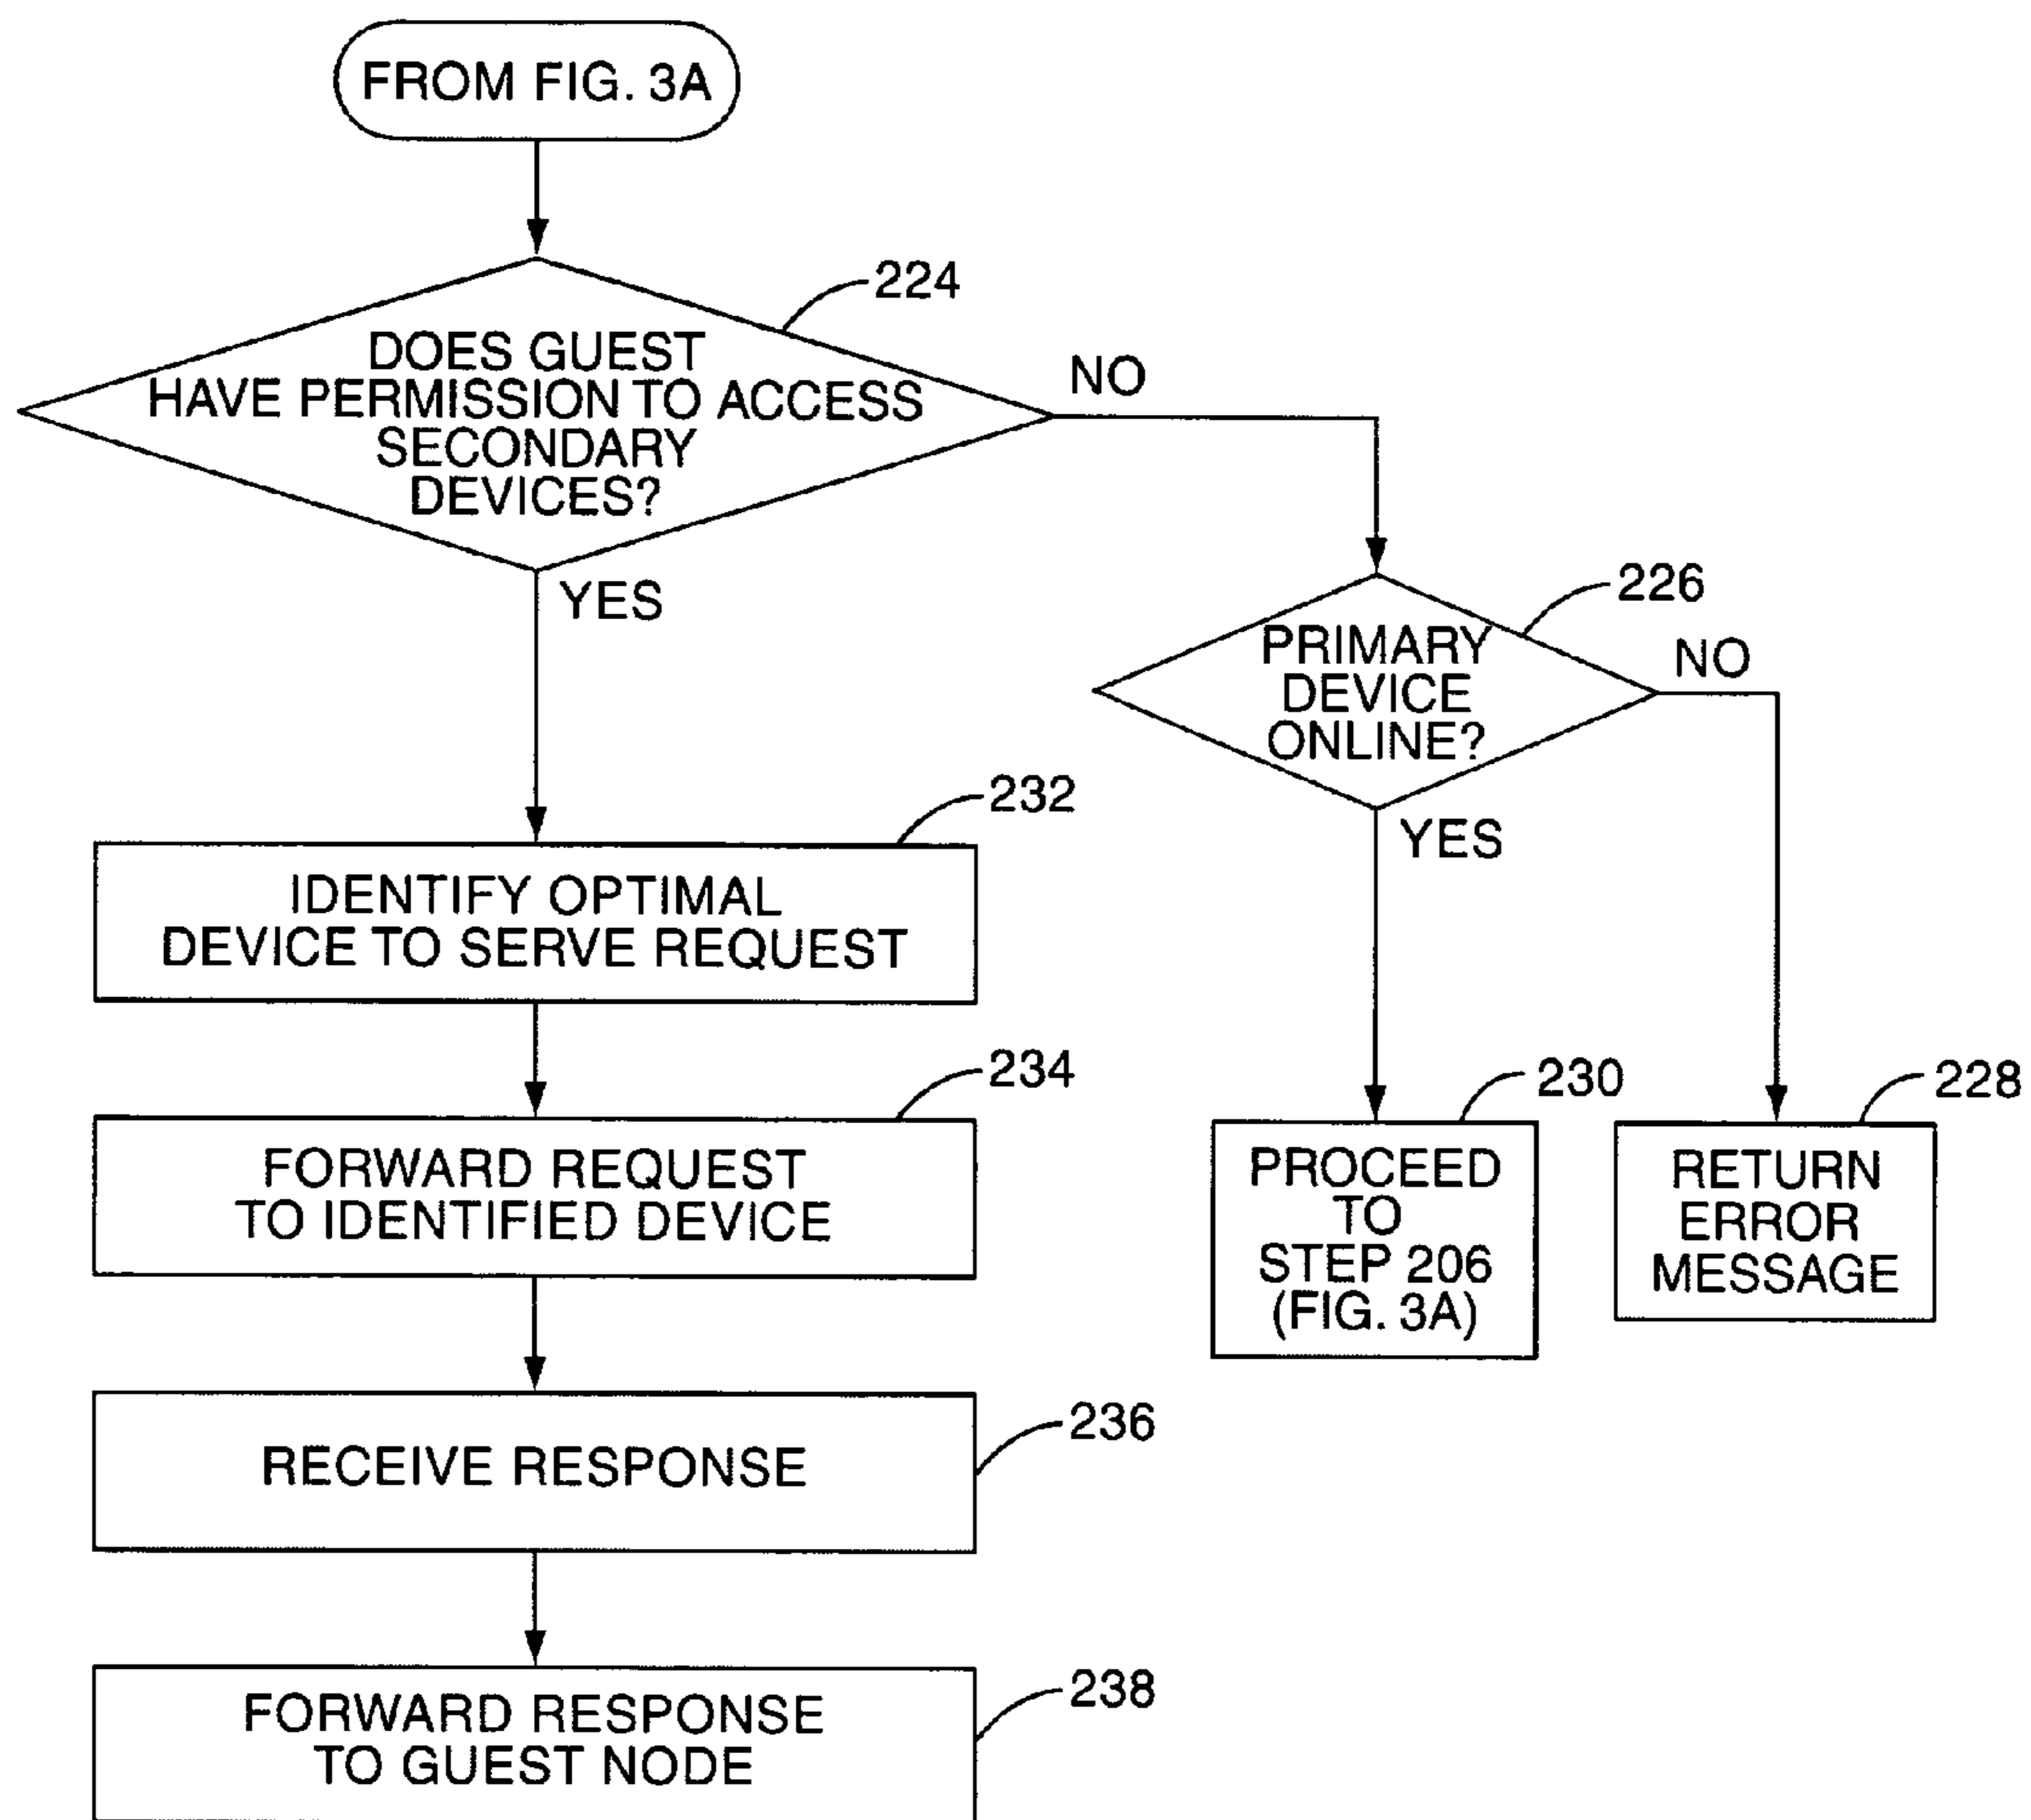 FROM FIG. 3A
224
DOES GUEST
HAVE PERMISSION TO ACCESS
SECONDARY
DEVICES?
NO
YES
226
PRIMARY
DEVICE
ONLINE?
NO
YES
232
IDENTIFY OPTIMAL
DEVICE TO SERVE REQUEST
234
FORWARD REQUEST
TO IDENTIFIED DEVICE
230
PROCEED
TO
STEP 206
(FIG. 3A)
228
RETURN
ERROR
MESSAGE
236
RECEIVE RESPONSE
238
FORWARD RESPONSE
TO GUEST NODE